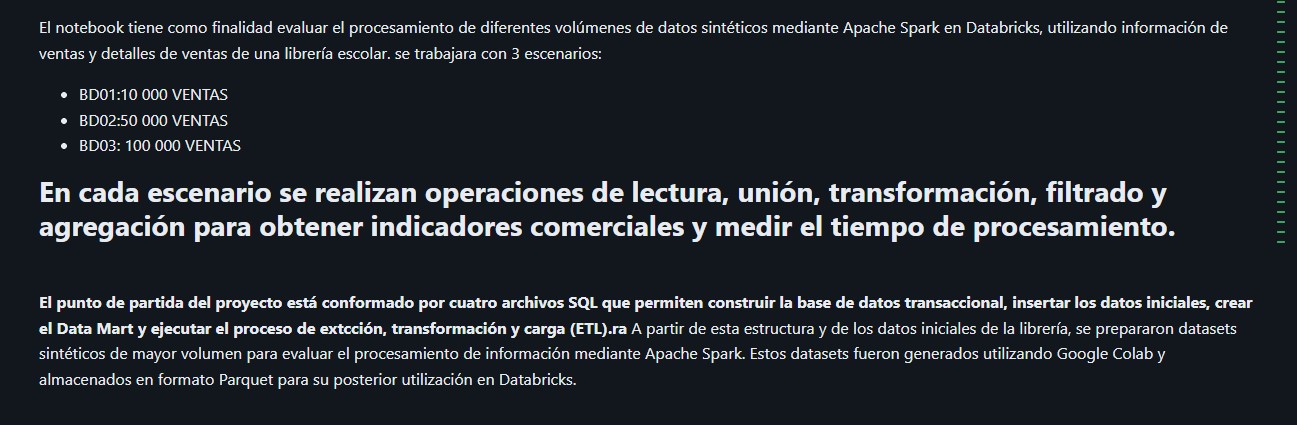 El notebook tiene como finalidad evaluar el procesamiento de diferentes volúmenes de datos sintéticos mediante Apache Spark en Databricks, utilizando información de
ventas y detalles de ventas de una librería escolar. se trabajara con 3 escenarios:
• BD01:10 000 VENTAS
• BD02:50 000 VENTAS
• BD03: 100 000 VENTAS
En cada escenario se realizan operaciones de lectura, unión, transformación, filtrado y
agregación para obtener indicadores comerciales y medir el tiempo de procesamiento.
El punto de partida del proyecto está conformado por cuatro archivos SQL que permiten construir la base de datos transaccional, insertar los datos iniciales, crear
el Data Mart y ejecutar el proceso de extcción, transformación y carga (ETL).ra A partir de esta estructura y de los datos iniciales de la librería, se prepararon datasets
sintéticos de mayor volumen para evaluar el procesamiento de información mediante Apache Spark. Estos datasets fueron generados utilizando Google Colab y
almacenados en formato Parquet para su posterior utilización en Databricks.